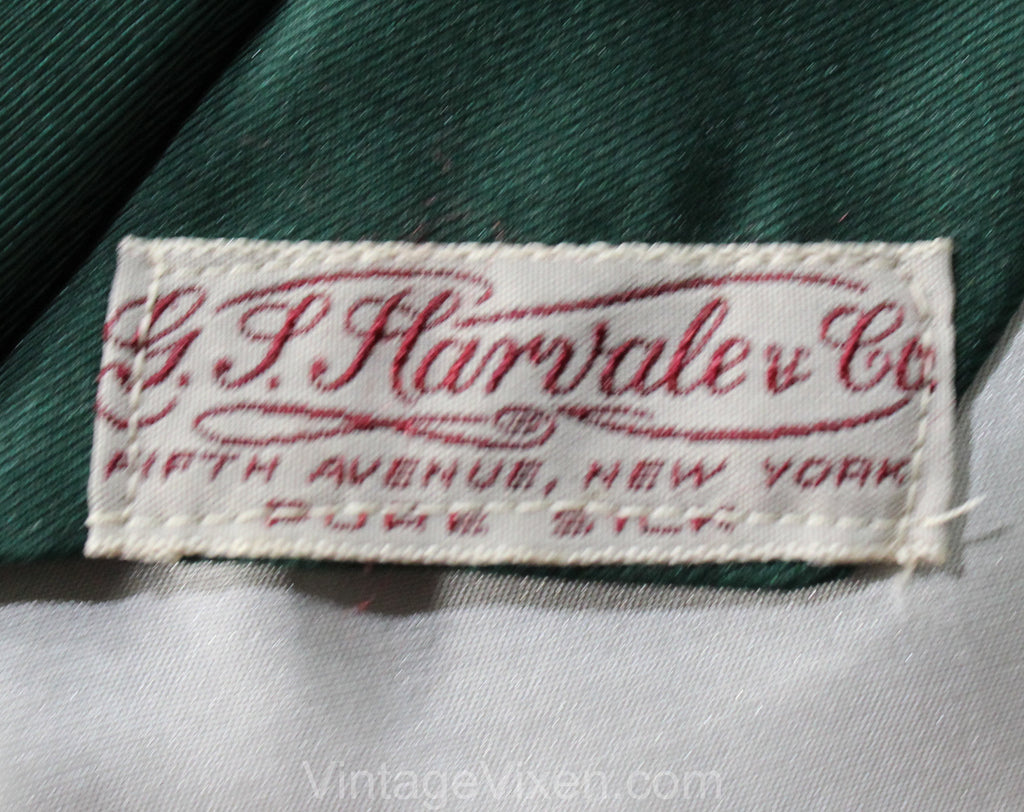 G. S. Harvale & Co.
FIFTH AVENUE, NEW YORK
PURE SILK
VintageVixen.com